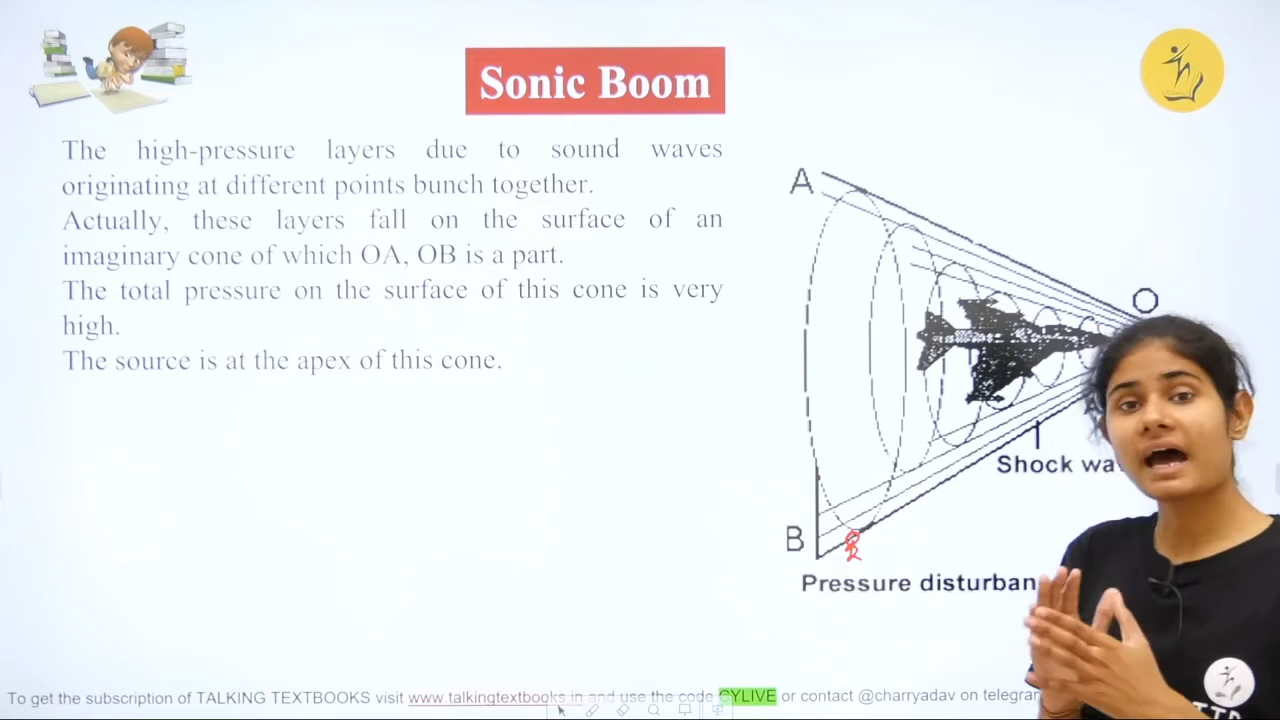 Sonic Boom
The high-pressure layers due to sound waves
originating at different points bunch together.
Actually, these layers fall on the surface of an
imaginary cone of which OA, OB is a part.
The total pressure on the surface of this cone is very
high.
The source is at the apex of this cone.
A
O
Shock
B
Pressure
To get the subscription of TALKING TEXTBOOKS visit www.talkingtextbooks.in and use the code CYLIVE or contact @charryadav on